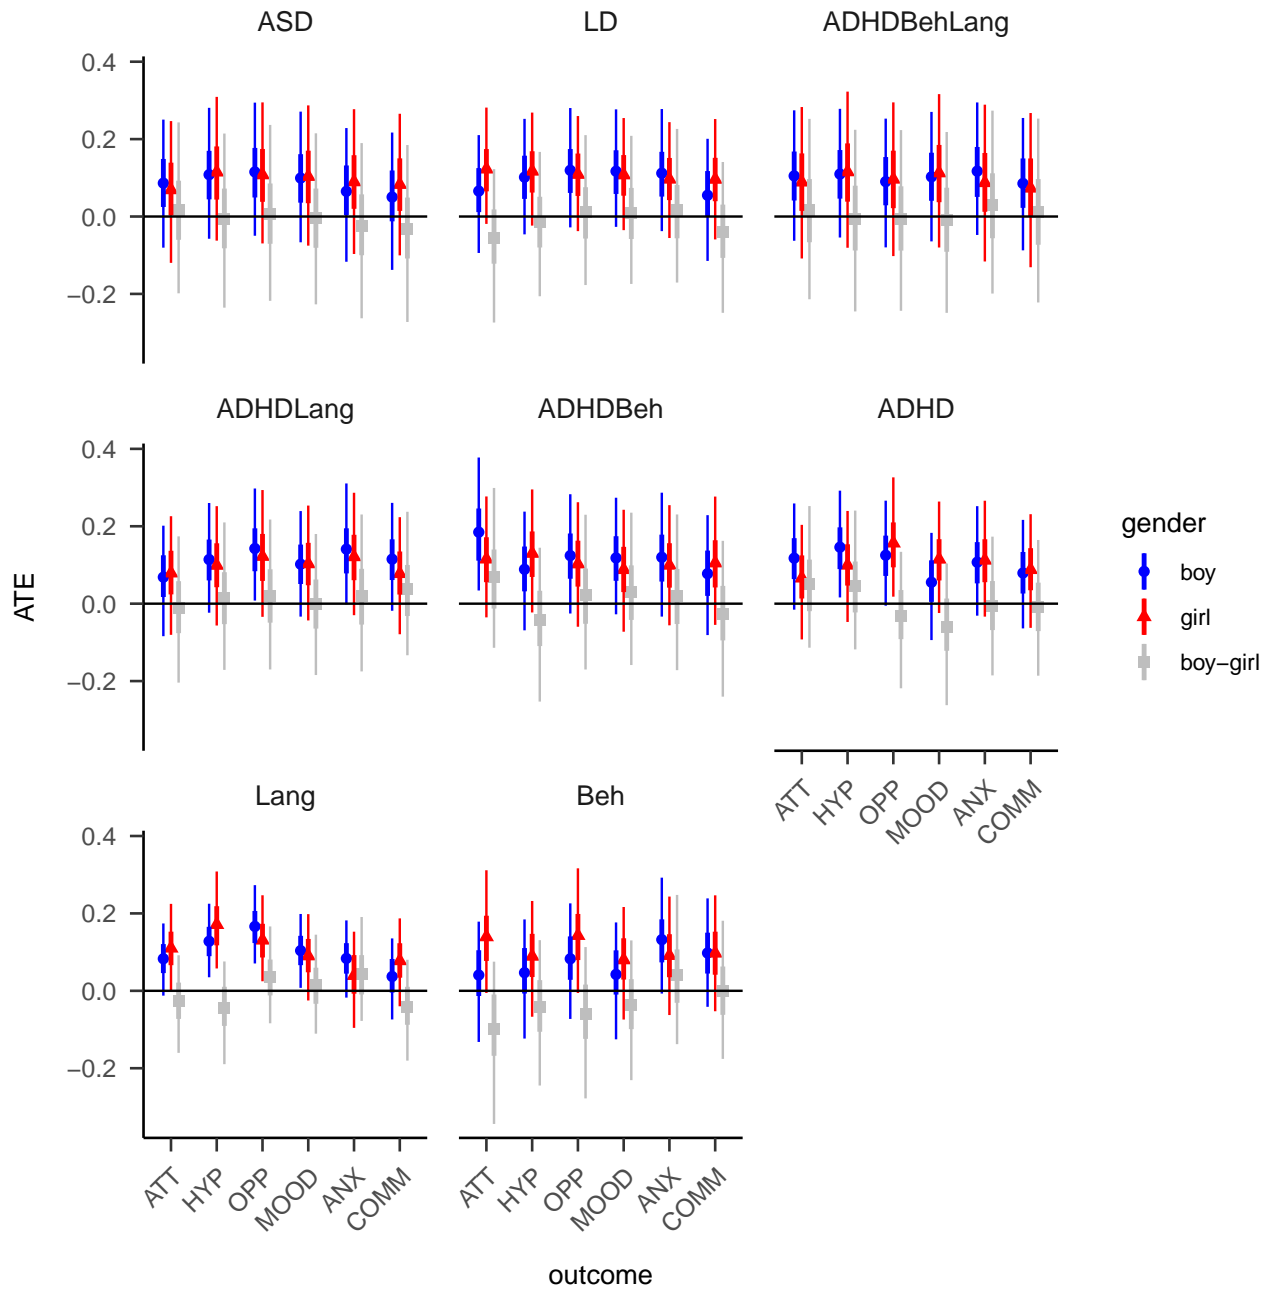 ASD LD ADHDBehLang
0.4
0.2
0.0
−0.2
ADHDLang ADHDBeh ADHD
0.4
0.2
0.0
−0.2
ATT HYP OPP MOOD ANX COMM
Lang Beh
0.4
0.2
0.0
−0.2
ATT HYP OPP MOOD ANX COMM ATT HYP OPP MOOD ANX COMM
ATE
outcome
gender
boy
girl
boy−girl